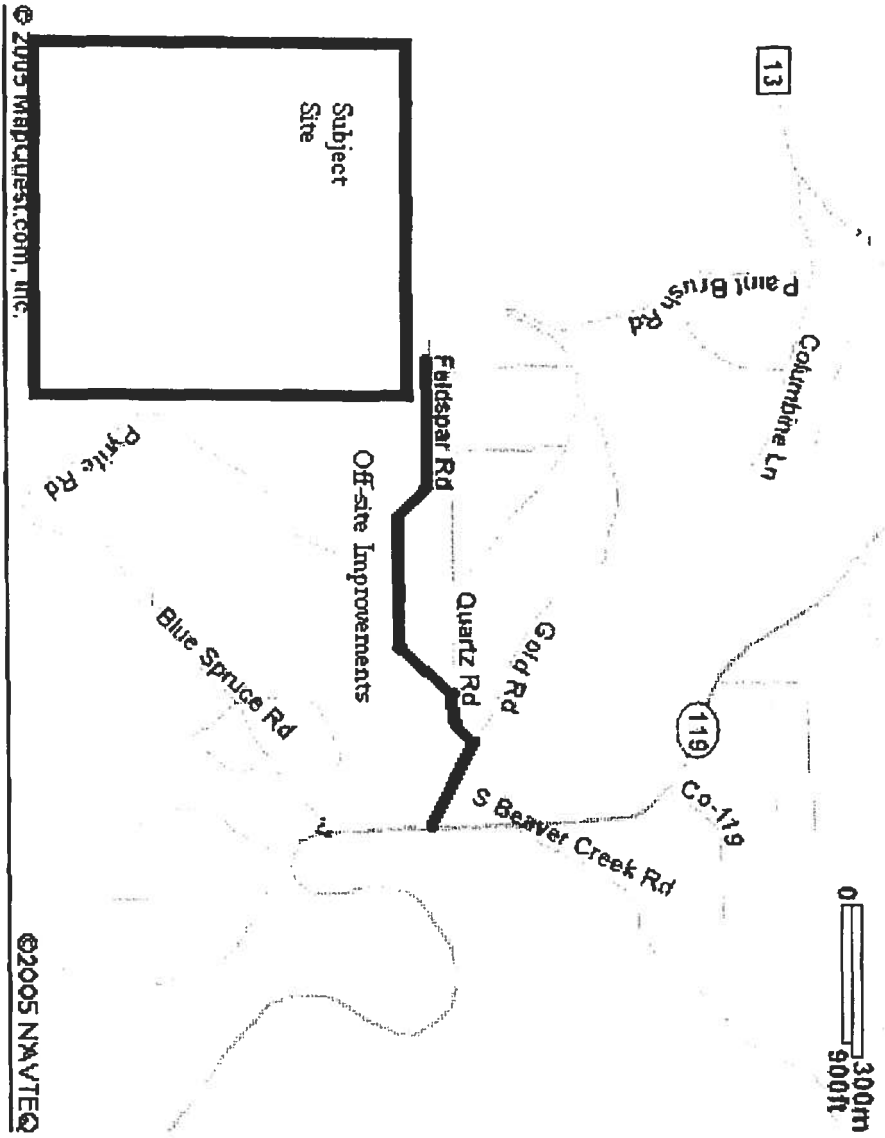 13
Paint Brush Rd
Columbine Ln
Subject
Site
Feldspar Rd
Off-site Improvements
Quartz Rd
Gold Rd
119
Co-119
S Beaver Creek Rd
Pyrite Rd
Blue Spruce Rd
0
300m
900ft
© 2005 MapQuest.com, Inc.
©2005 NAVTEQ